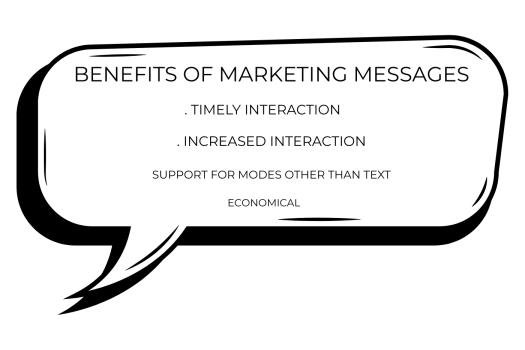 BENEFITS OF MARKETING MESSAGES
. TIMELY INTERACTION
. INCREASED INTERACTION
SUPPORT FOR MODES OTHER THAN TEXT
ECONOMICAL